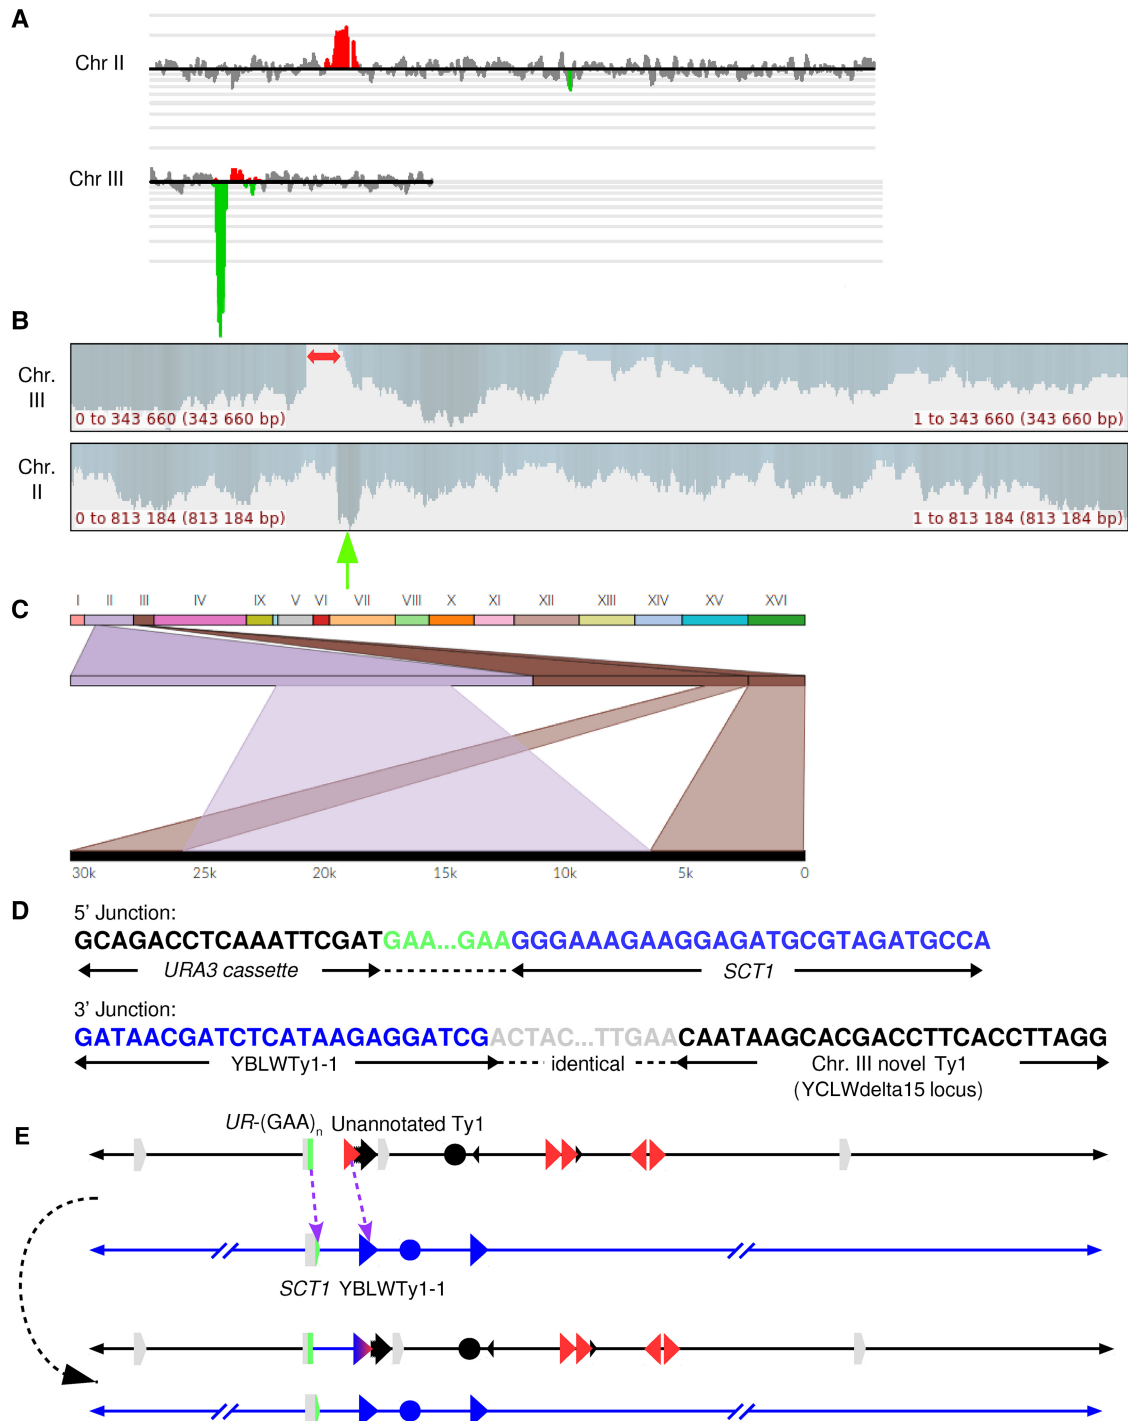 A
Chr II
Chr III
B
Chr.
III
0 to 343 660 (343 660 bp)
1 to 343 660 (343 660 bp)
Chr.
II
0 to 813 184 (813 184 bp)
1 to 813 184 (813 184 bp)
C
I II III IV IX V VI VII VIII X XI XII XIII XIV XV XVI
30k 25k 20k 15k 10k 5k 0
D
5’ Junction:
GCAGACCTCAAATTCGATGAA...GAAGGGAAAGAAGGAGATGCGTAGATGCCA
URA3 cassette SCT1
3’ Junction:
GATAACGATCTCATAAGAGGATCGACTAC...TTGAACAATAAGCACGACCTTCACCTTAGG
YBLWTy1-1 identical Chr. III novel Ty1
(YCLWdelta15 locus)
E
UR-(GAA)n Unannotated Ty1
SCT1 YBLWTy1-1